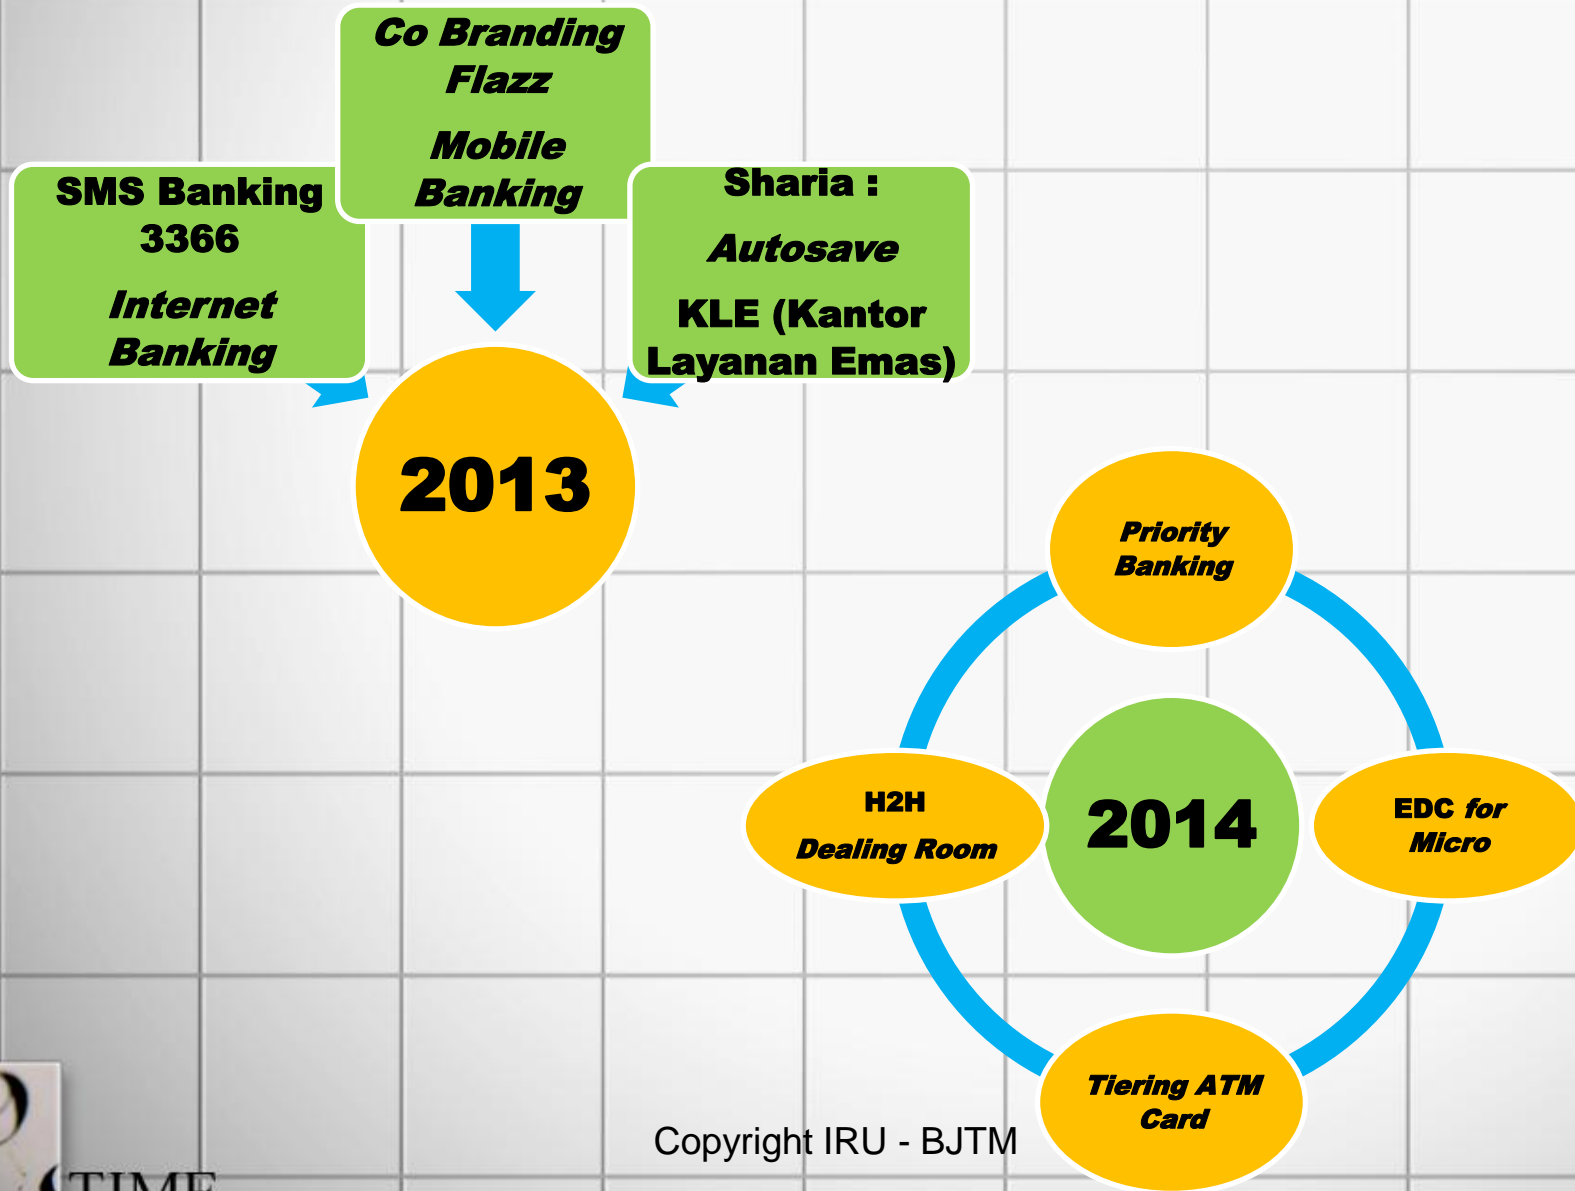 Co Branding
Flazz
Mobile
Banking
SMS Banking
3366
Internet
Banking
Sharia :
Autosave
KLE (Kantor
Layanan Emas)
2013
Priority
Banking
H2H
Dealing Room
2014
EDC for
Micro
Tiering ATM
Card
Copyright IRU - BJTM
TIME